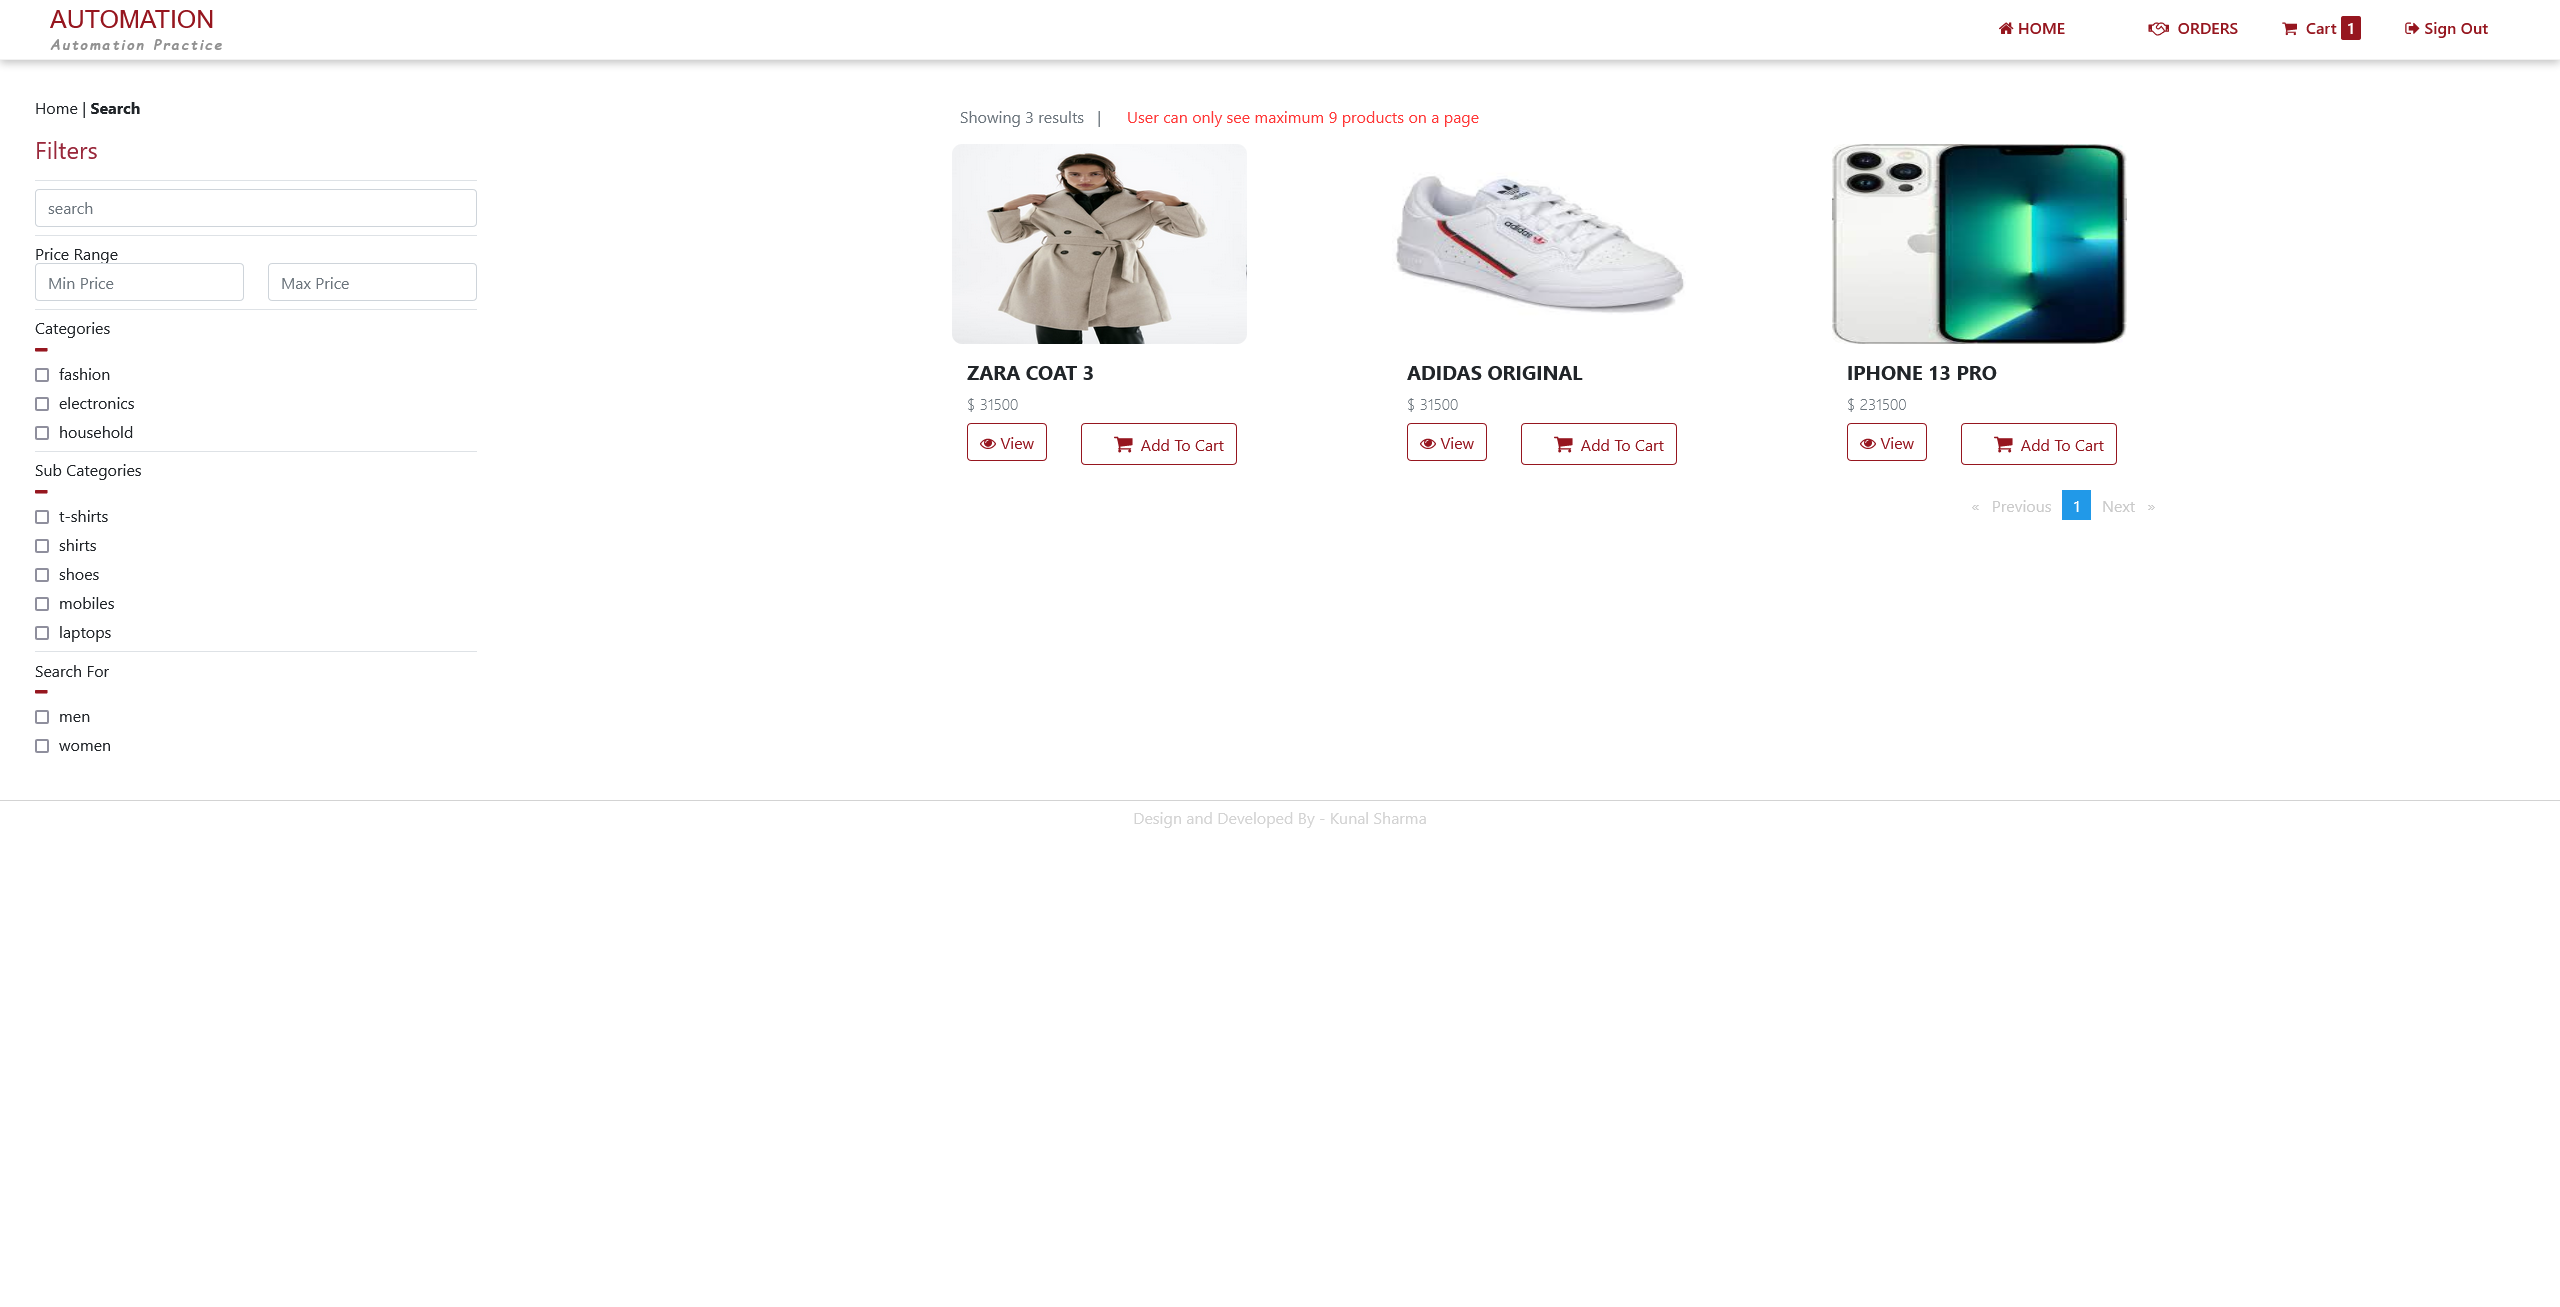 AUTOMATION
Automation Practice
HOME
ORDERS
Cart 1
Sign Out
Home | Search
Filters
search
Price Range
Min Price
Max Price
Categories
fashion
electronics
household
Sub Categories
t-shirts
shirts
shoes
mobiles
laptops
Search For
men
women
Showing 3 results |
User can only see maximum 9 products on a page
adidas
adidas
ZARA COAT 3
$ 31500
View
Add To Cart
ADIDAS ORIGINAL
$ 31500
View
Add To Cart
IPHONE 13 PRO
$ 231500
View
Add To Cart
« Previous 1 Next »
Design and Developed By - Kunal Sharma